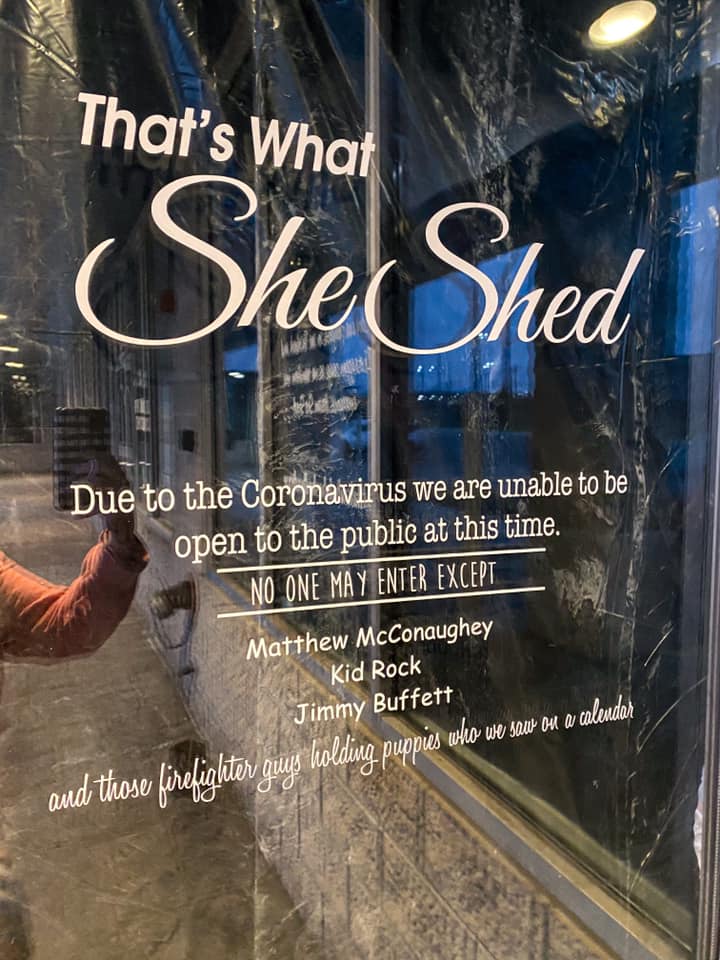 That's What
She Shed
Due to the Coronavirus we are unable to be
open to the public at this time.
NO ONE MAY ENTER EXCEPT
Matthew McConaughey
Kid Rock
Jimmy Buffett
and those firefighter guys holding puppies who we saw on a calendar